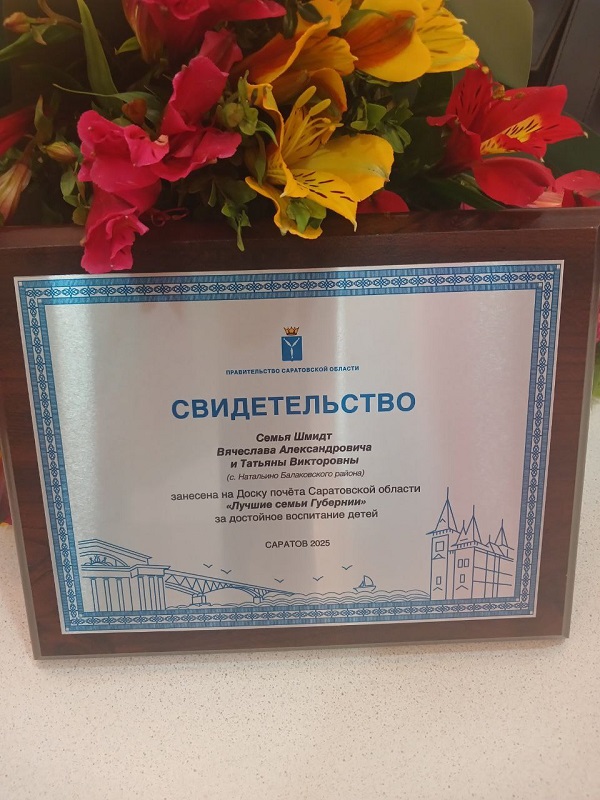 ПРАВИТЕЛЬСТВО САРАТОВСКОЙ ОБЛАСТИ
СВИДЕТЕЛЬСТВО
Семья Шмидт
Вячеслава Александровича
и Татьяны Викторовны
(с. Натальино Балаковского района)
занесена на Доску почёта Саратовской области
«Лучшие семьи Губернии»
за достойное воспитание детей
САРАТОВ 2025